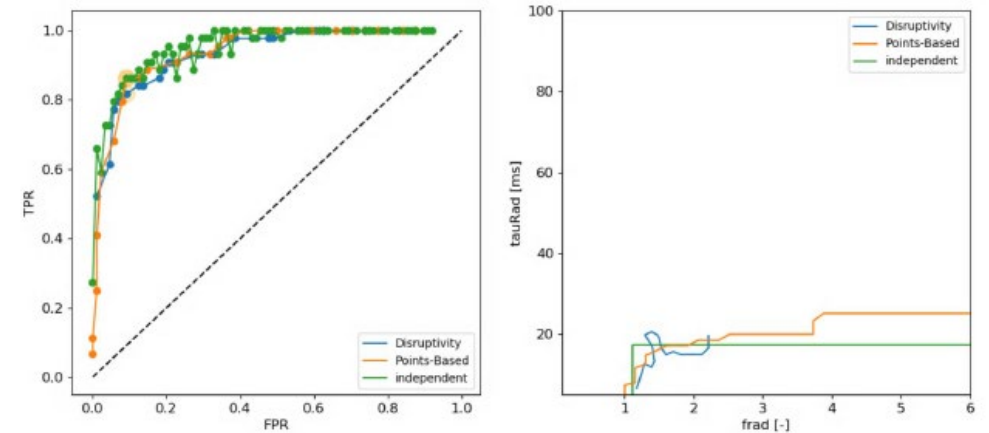 1.0
0.8
0.6
0.4
0.2
0.0
TPR
0.0 0.2 0.4 0.6 0.8 1.0
FPR
Disruptivity
Points-Based
independent
100
80
60
40
20
tauRad [ms]
1 2 3 4 5 6
frad [-]
Disruptivity
Points-Based
independent